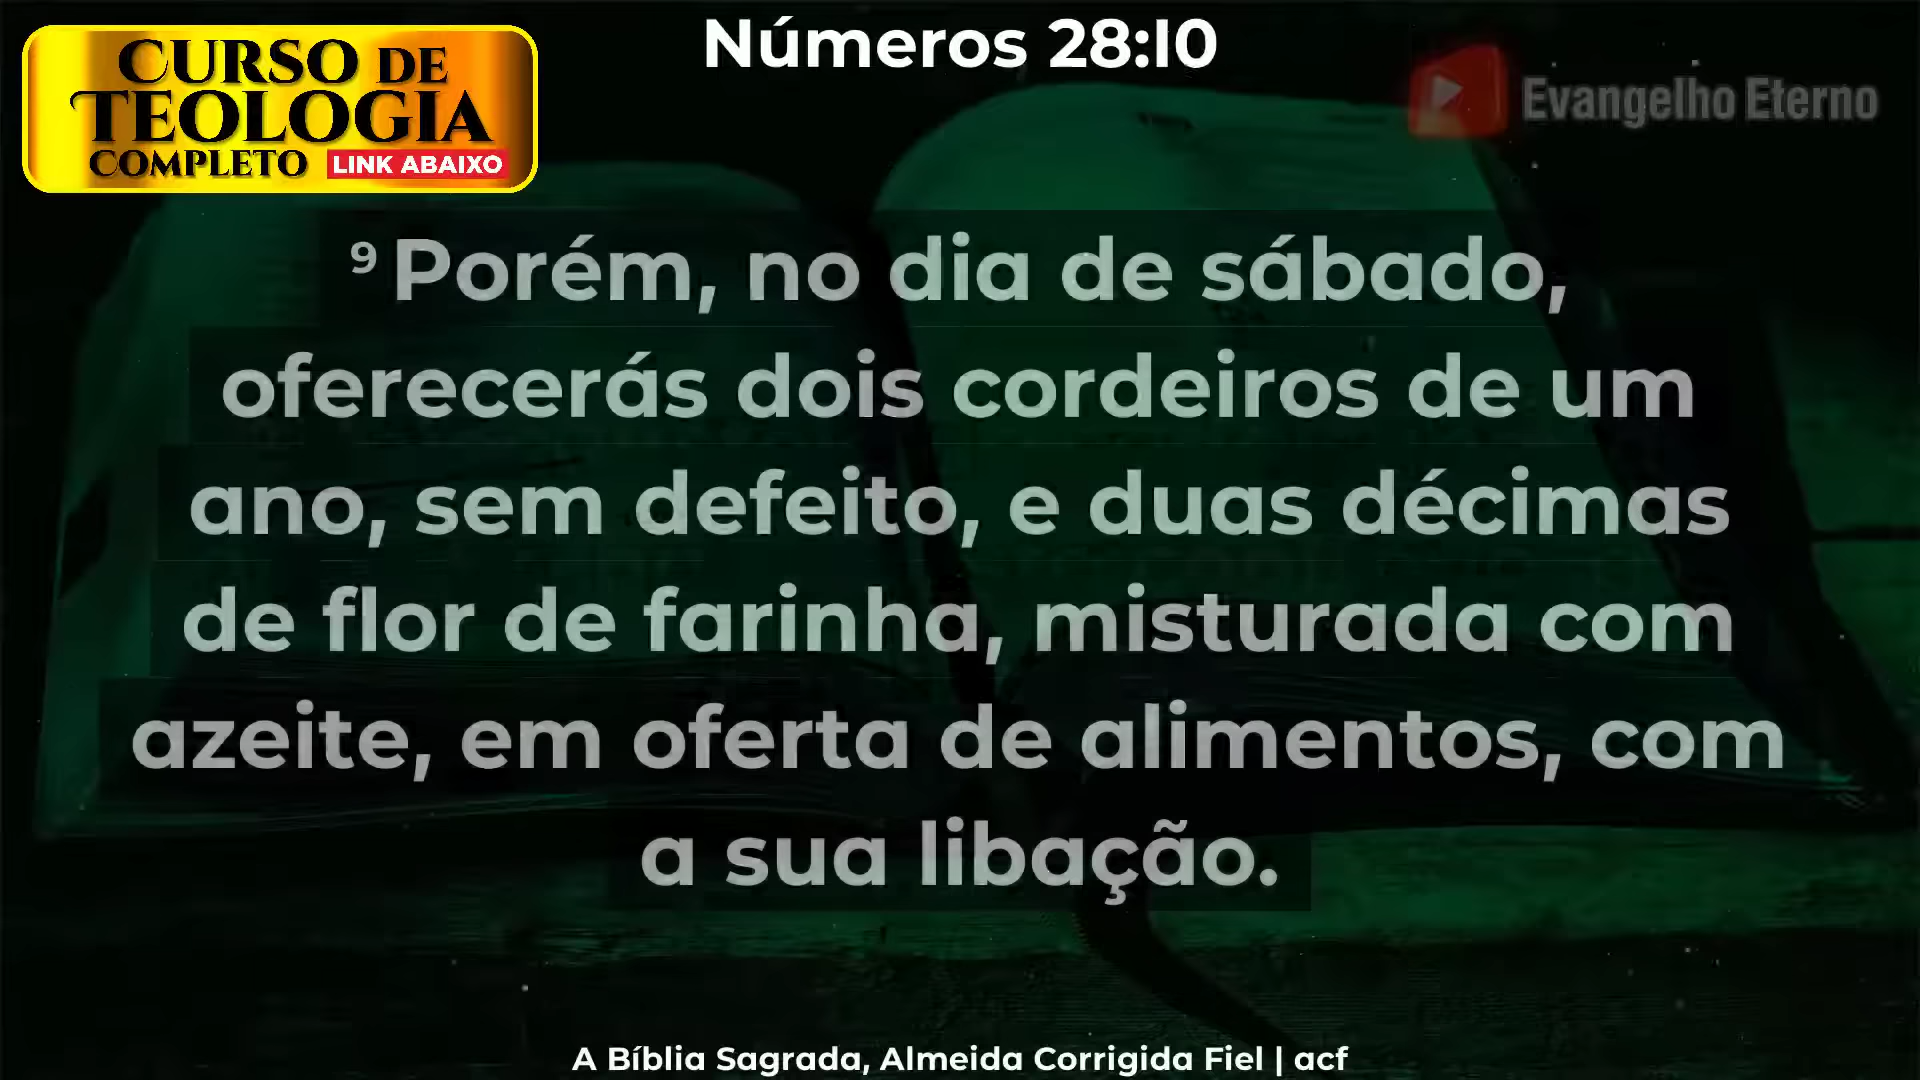 Números 28:10
CURSO DE
TEOLOGIA
COMPLETO LINK ABAIXO
Evangelho Eterno
9 Porém, no dia de sábado,
oferecerás dois cordeiros de um
ano, sem defeito, e duas décimas
de flor de farinha, misturada com
azeite, em oferta de alimentos, com
a sua libação.
A Bíblia Sagrada, Almeida Corrigida Fiel | acf